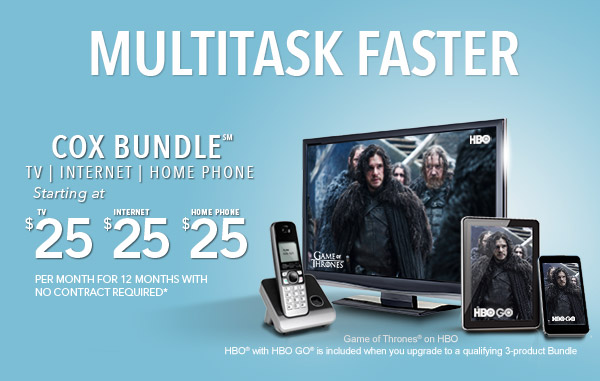 MULTITASK FASTER
COX BUNDLE℠
TV | INTERNET | HOME PHONE
Starting at
TV INTERNET HOME PHONE
$25 $25 $25
PER MONTH FOR 12 MONTHS WITH
NO CONTRACT REQUIRED*
HBO
GAME OF
THRONES
HBO GO
HBO GO
Game of Thrones® on HBO
HBO® with HBO GO® is included when you upgrade to a qualifying 3-product Bundle